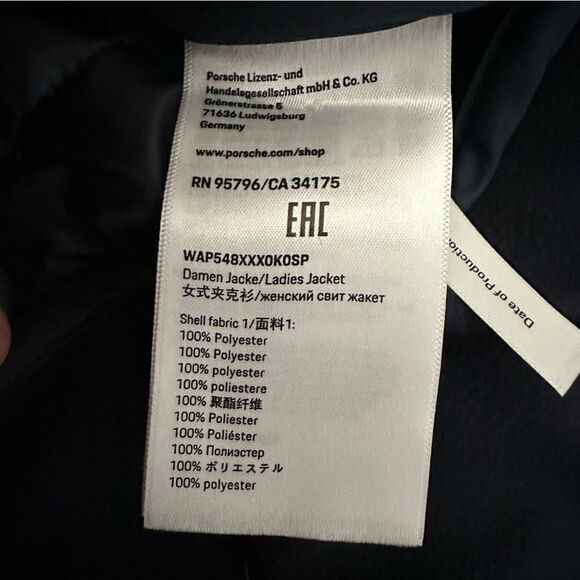 Porsche Lizenz- und
Handelsgesellschaft mbH & Co. KG
Grönerstrasse 5
71636 Ludwigsburg
Germany
www.porsche.com/shop
RN 95796/CA 34175
EAC
WAP548XXX0K0SP
Damen Jacke/Ladies Jacket
女式夹克衫/женский свит жакет
Shell fabric 1/面料1:
100% Polyester
100% Polyester
100% polyester
100% poliestere
100% 聚酯纤维
100% Poliester
100% Poliéster
100% Полиэстер
100% ポリエステル
100% polyester
Date of Production